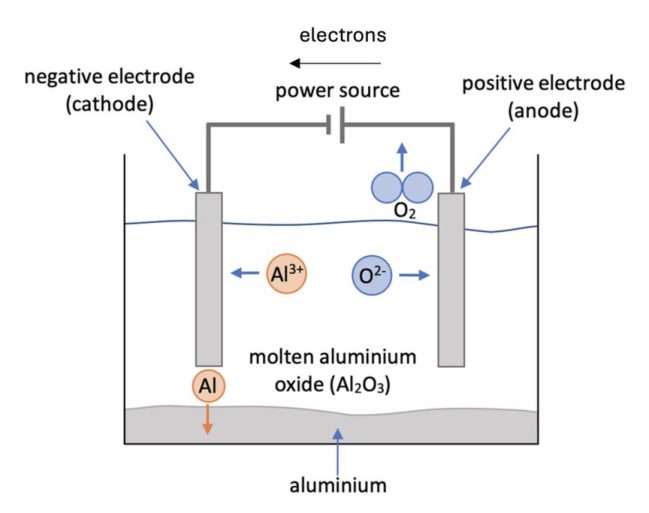 electrons
negative electrode
(cathode)
power source
positive electrode
(anode)
O₂
Al³⁺
O²⁻
molten aluminium
oxide (Al₂O₃)
Al
aluminium